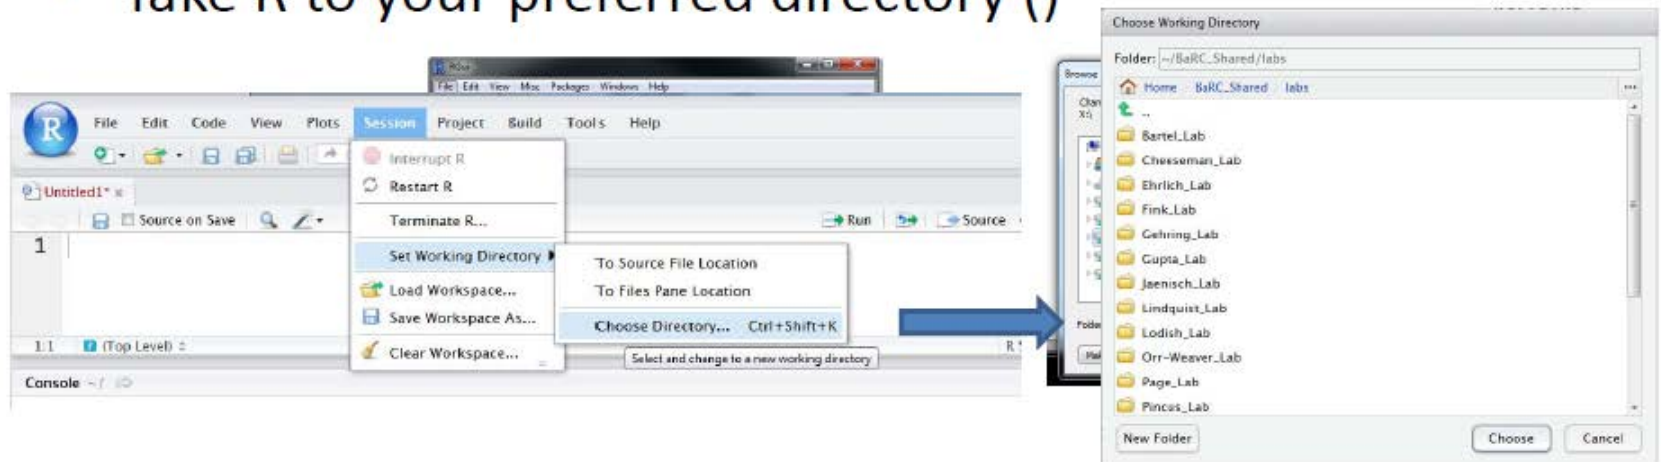 Take R to your preferred directory ()
RGui
File Edit View Misc Packages Windows Help
R
File Edit Code View Plots Session Project Build Tools Help
Untitled1*
Source on Save
Run
Source
1
1:1
(Top Level)
R
Console ~/
Interrupt R
Restart R
Terminate R...
Set Working Directory
Load Workspace...
Save Workspace As...
Clear Workspace...
To Source File Location
To Files Pane Location
Choose Directory... Ctrl+Shift+K
Select and change to a new working directory
Browse
Folde
Choose Working Directory
Folder: ~/BaRC_Shared/labs
Home BaRC_Shared labs
...
..
Bartel_Lab
Cheeseman_Lab
Ehrlich_Lab
Fink_Lab
Gehring_Lab
Gupta_Lab
Jaenisch_Lab
Lindquist_Lab
Lodish_Lab
Orr-Weaver_Lab
Page_Lab
Pincus_Lab
New Folder
Choose
Cancel